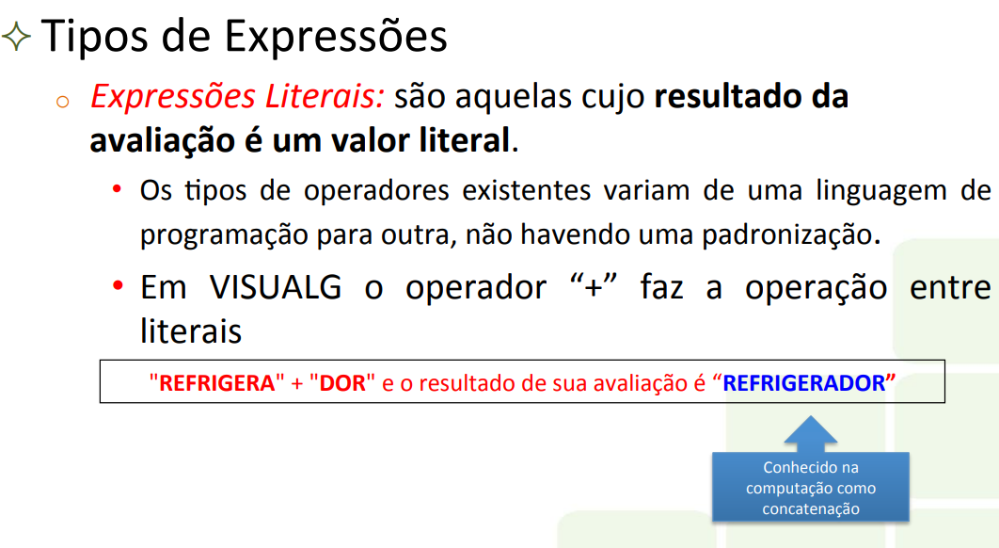 Tipos de Expressões
Expressões Literais: são aquelas cujo resultado da
avaliação é um valor literal.
Os tipos de operadores existentes variam de uma linguagem de
programação para outra, não havendo uma padronização.
Em VISUALG o operador “+” faz a operação entre
literais
"REFRIGERA" + "DOR" e o resultado de sua avaliação é “REFRIGERADOR”
Conhecido na
computação como
concatenação